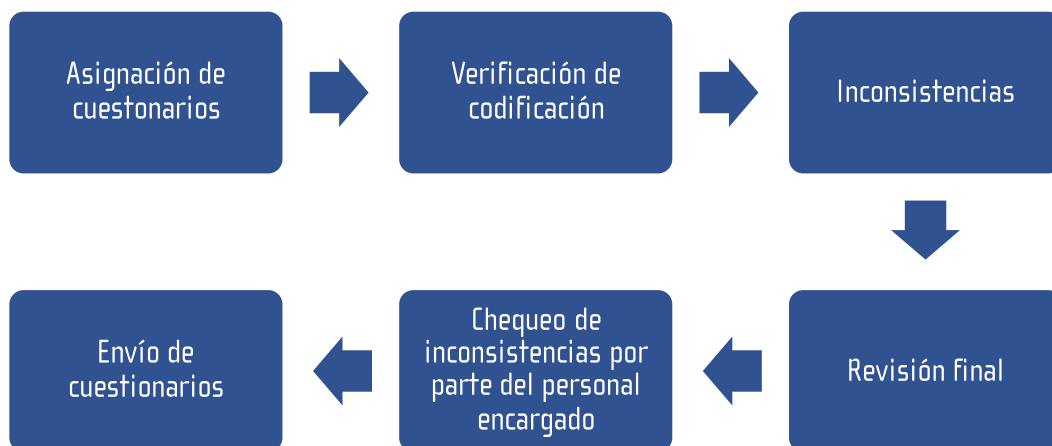 Asignación de
cuestonarios
Verificación de
codificación
Inconsistencias
Revisión final
Chequeo de
inconsistencias por
parte del personal
encargado
Envío de
cuestionarios